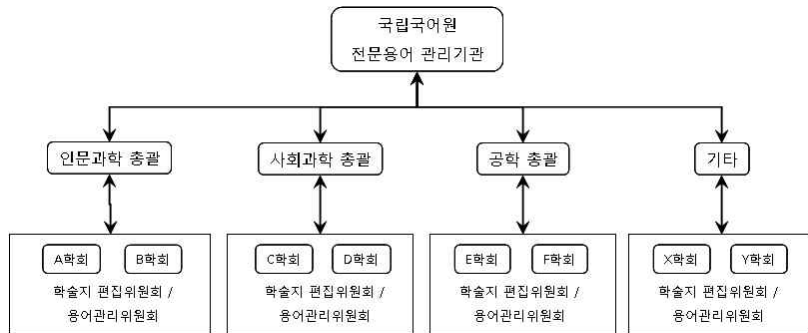 국립국어원
전문용어 관리기관
인문과학 총괄
사회과학 총괄
공학 총괄
기타
A학회 B학회
학술지 편집위원회 /
용어관리위원회
C학회 D학회
학술지 편집위원회 /
용어관리위원회
E학회 F학회
학술지 편집위원회 /
용어관리위원회
X학회 Y학회
학술지 편집위원회 /
용어관리위원회